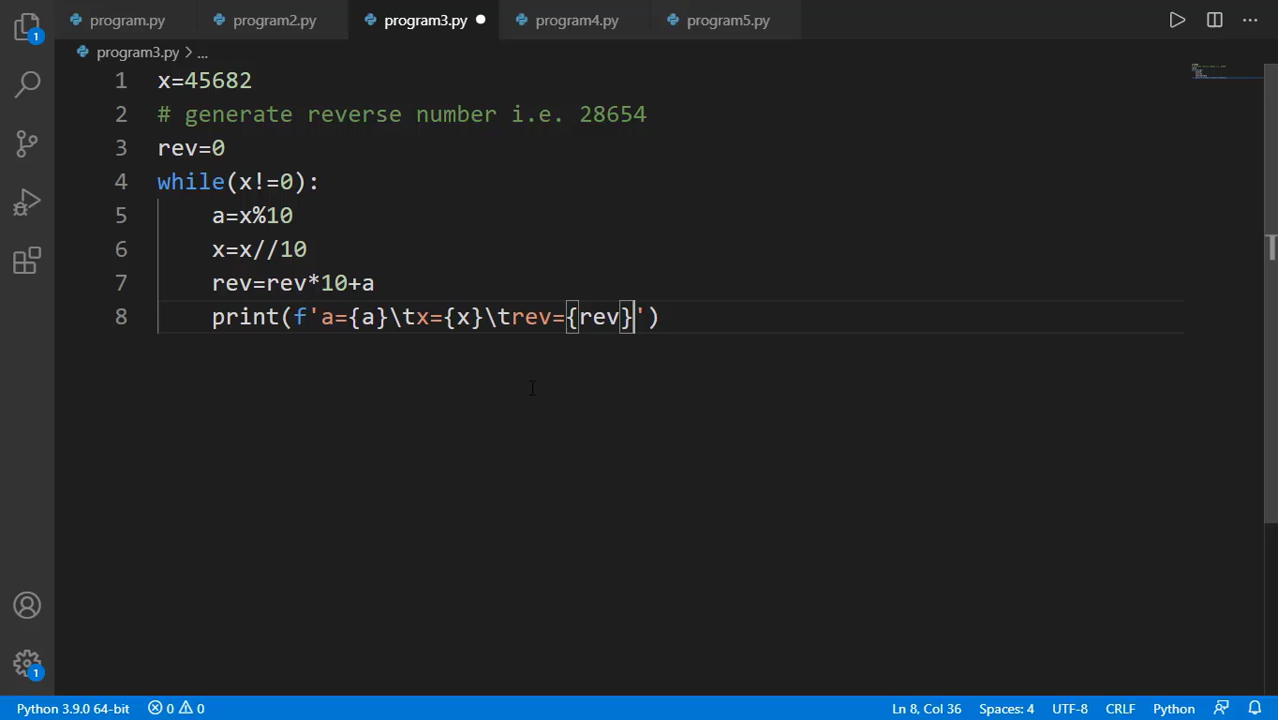 program.py program2.py program3.py program4.py program5.py
1
program3.py > ...
1 x=45682
2 # generate reverse number i.e. 28654
3 rev=0
4 while(x!=0):
5     a=x%10
6     x=x//10
7     rev=rev*10+a
8     print(f'a={a}\tx={x}\trev={rev}')
1
Python 3.9.0 64-bit 0 0 Ln 8, Col 36 Spaces: 4 UTF-8 CRLF Python